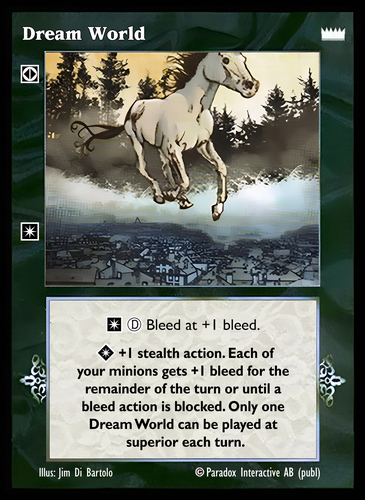 Dream World
Ⓓ Bleed at +1 bleed.
+1 stealth action. Each of
your minions gets +1 bleed for the
remainder of the turn or until a
bleed action is blocked. Only one
Dream World can be played at
superior each turn.
Illus: Jim Di Bartolo
© Paradox Interactive AB (publ)